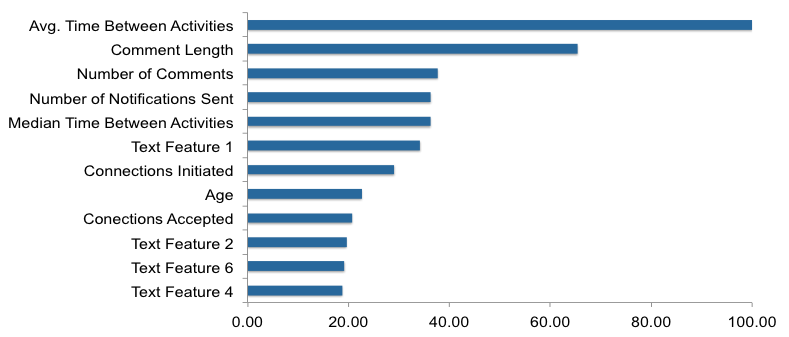 Avg. Time Between Activities
Comment Length
Number of Comments
Number of Notifications Sent
Median Time Between Activities
Text Feature 1
Connections Initiated
Age
Conections Accepted
Text Feature 2
Text Feature 6
Text Feature 4
0.00 20.00 40.00 60.00 80.00 100.00